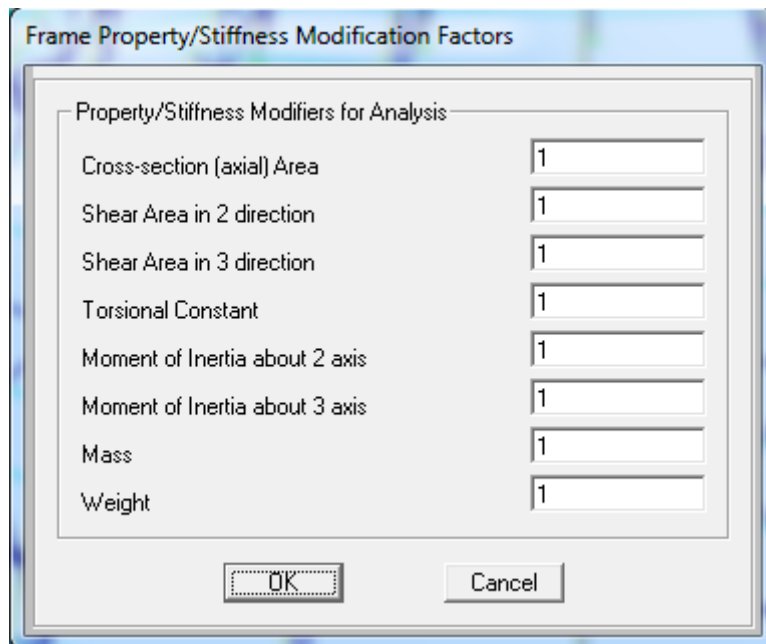 Frame Property/Stiffness Modification Factors
Property/Stiffness Modifiers for Analysis
Cross-section (axial) Area 1
Shear Area in 2 direction 1
Shear Area in 3 direction 1
Torsional Constant 1
Moment of Inertia about 2 axis 1
Moment of Inertia about 3 axis 1
Mass 1
Weight 1
OK Cancel